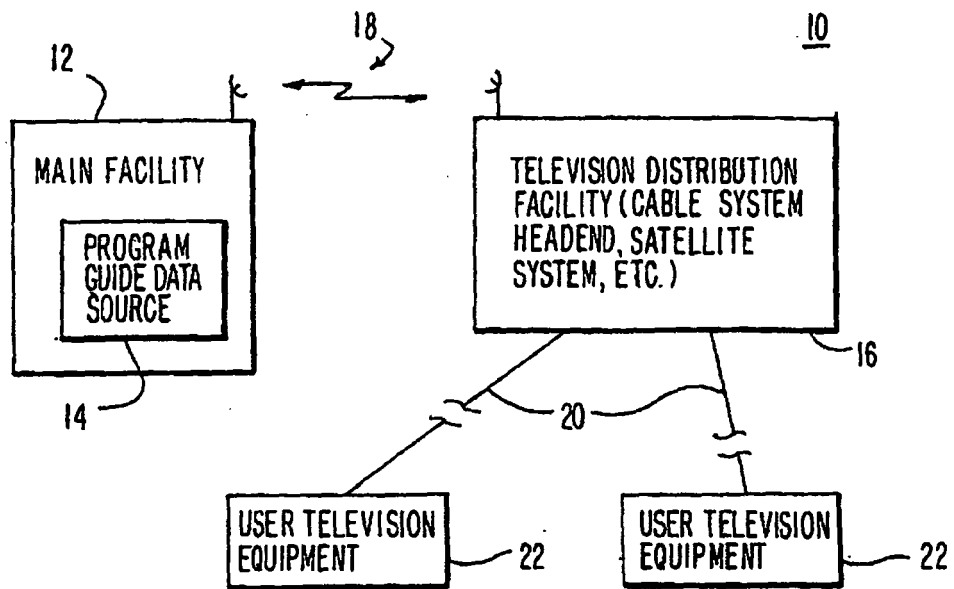 18
10
12
MAIN FACILITY
PROGRAM
GUIDE DATA
SOURCE
14
TELEVISION DISTRIBUTION
FACILITY (CABLE SYSTEM
HEADEND, SATELLITE
SYSTEM, ETC.)
16
20
USER TELEVISION
EQUIPMENT
22
USER TELEVISION
EQUIPMENT
22